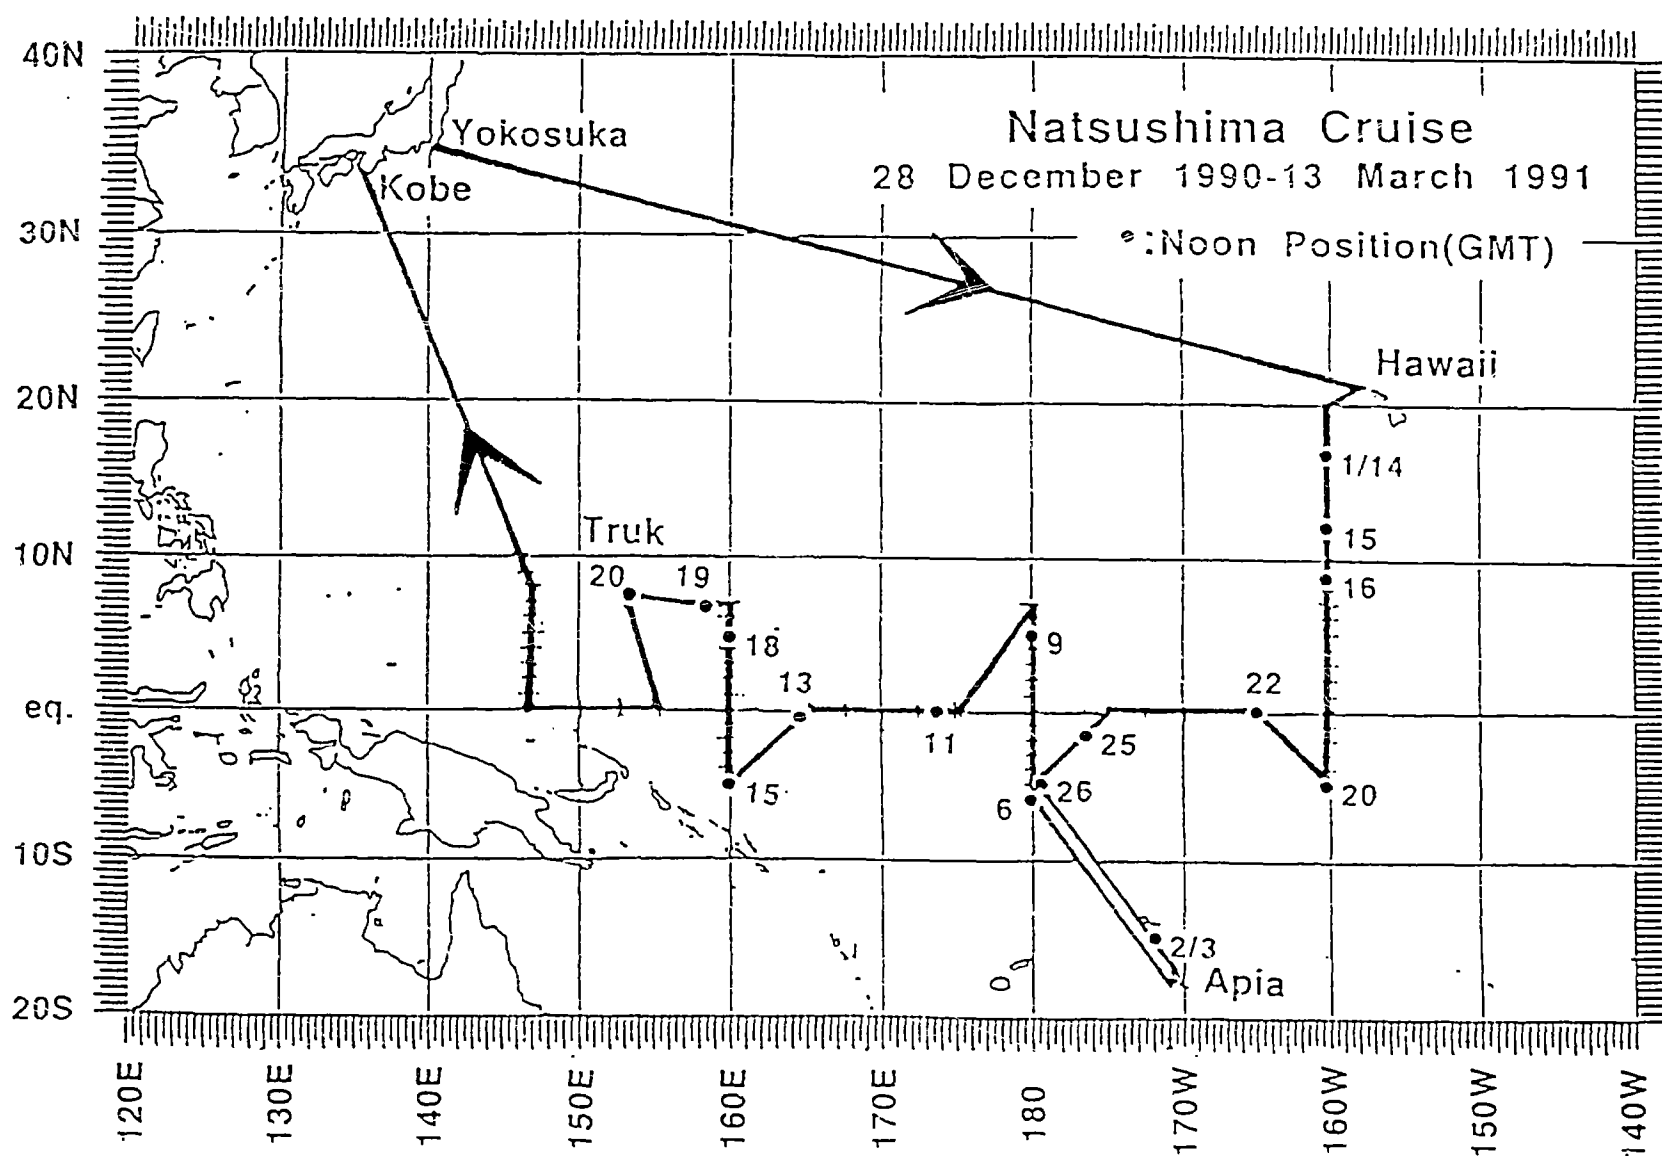 40N
Yokosuka
Natsushima Cruise
Kobe
28 December 1990-13 March 1991
30N
:Noon Position(GMT)
Hawaii
20N
1/14
Truk
15
10N
20
19
16
18
9
13
22
eq.
11
25
15
6
26
20
10S
2/3
Apia
20S
120E
130E
140E
150E
160E
170E
180
170W
160W
150W
140W